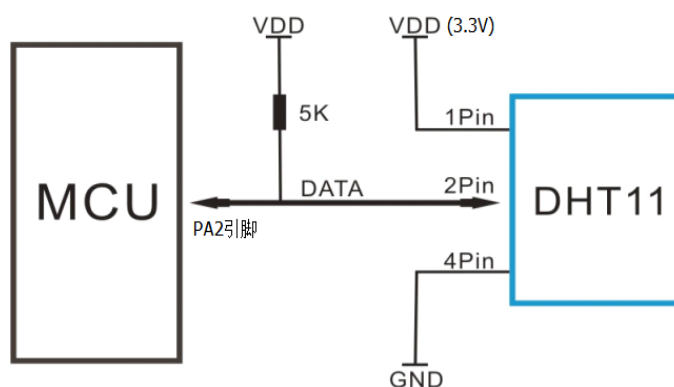 VDD
VDD (3.3V)
5K
1Pin
MCU
DATA
2Pin
DHT11
PA2引脚
4Pin
GND